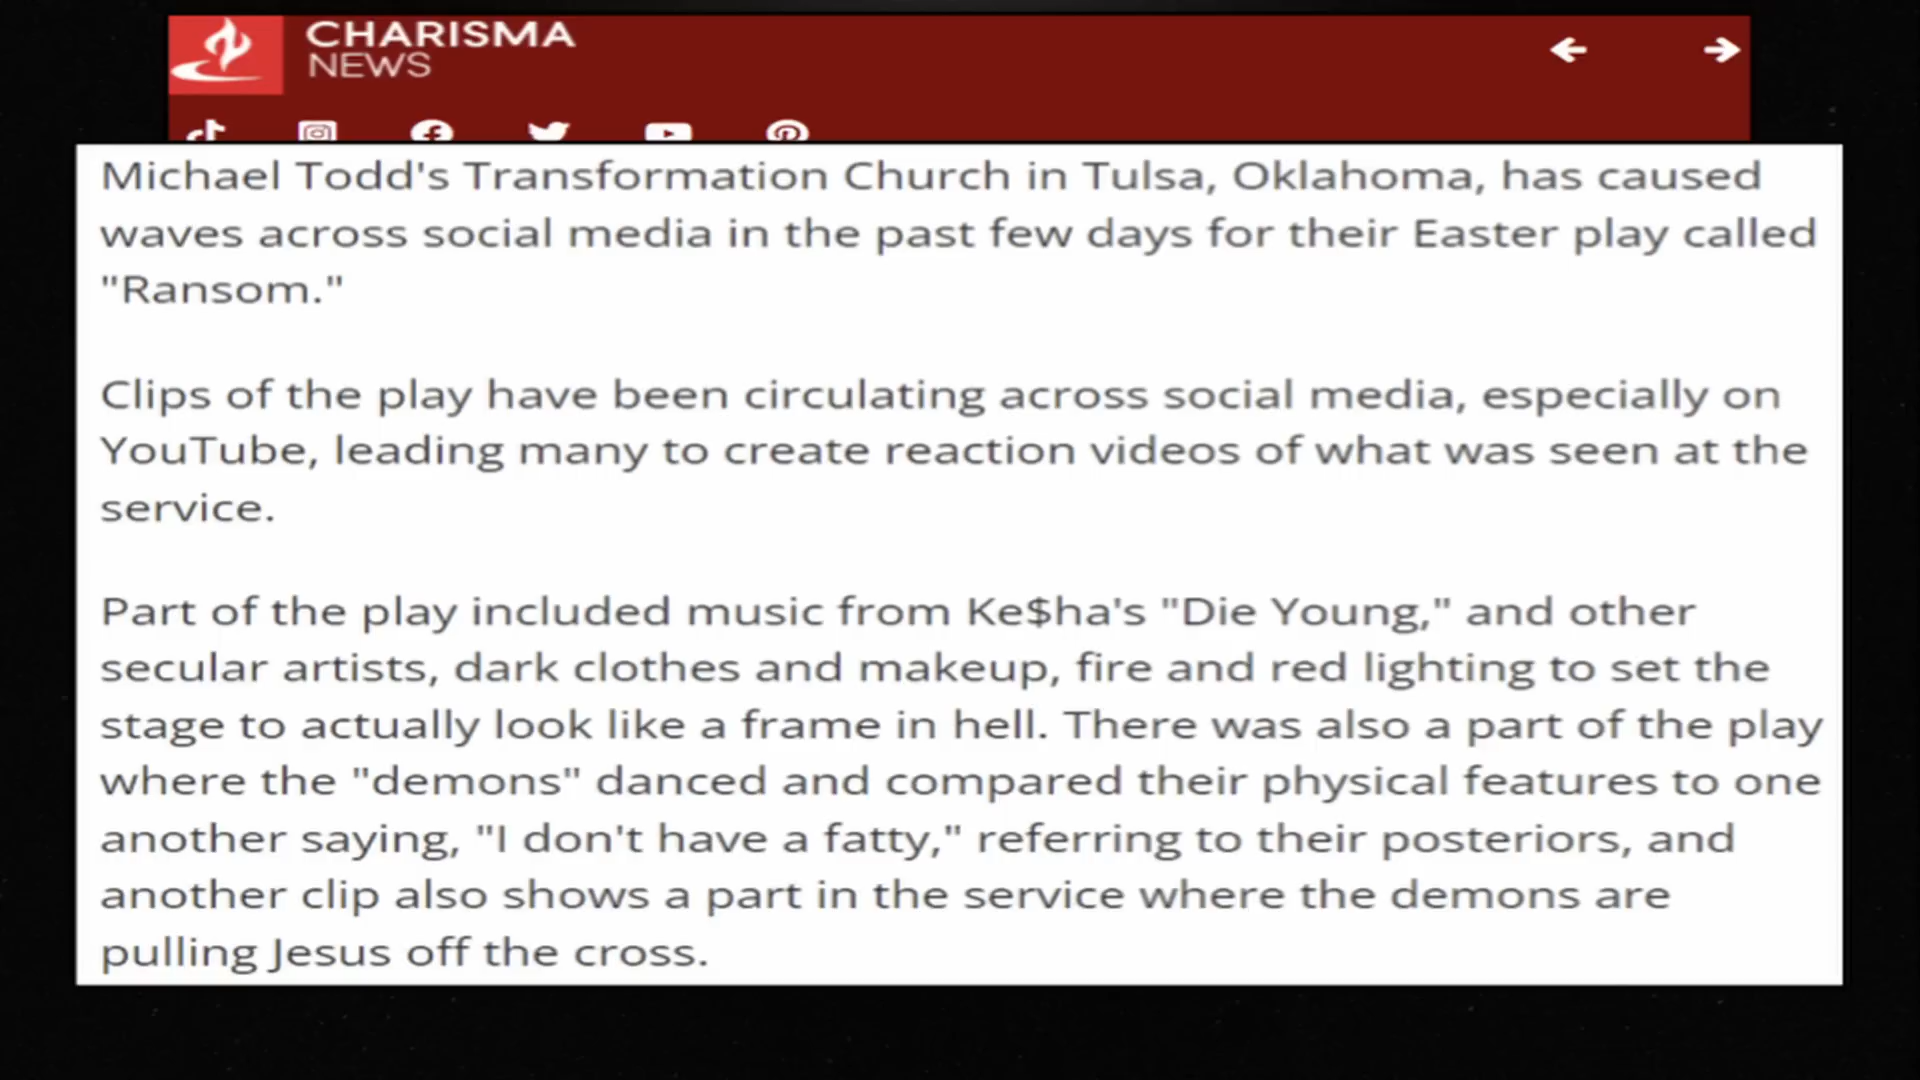 CHARISMA
NEWS
Michael Todd's Transformation Church in Tulsa, Oklahoma, has caused
waves across social media in the past few days for their Easter play called
"Ransom."
Clips of the play have been circulating across social media, especially on
YouTube, leading many to create reaction videos of what was seen at the
service.
Part of the play included music from Ke$ha's "Die Young," and other
secular artists, dark clothes and makeup, fire and red lighting to set the
stage to actually look like a frame in hell. There was also a part of the play
where the "demons" danced and compared their physical features to one
another saying, "I don't have a fatty," referring to their posteriors, and
another clip also shows a part in the service where the demons are
pulling Jesus off the cross.